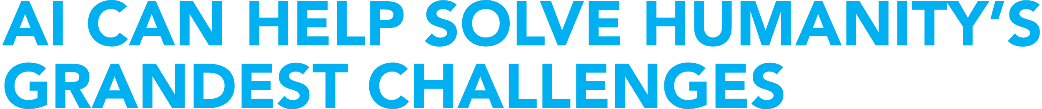 AI CAN HELP SOLVE HUMANITY’S
GRANDEST CHALLENGES